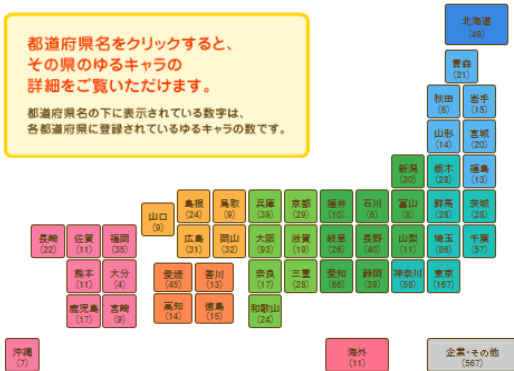 都道府県名をクリックすると、
その県のゆるキャラの
詳細をご覧いただけます。
都道府県名の下に表示されている数字は、
各都道府県に登録されているゆるキャラの数です。
北海道
(49)
青森
(21)
秋田
(6)
岩手
(15)
山形
(14)
宮城
(20)
新潟
(30)
栃木
(28)
福島
(13)
島根
(24)
鳥取
(9)
兵庫
(39)
京都
(29)
福井
(10)
石川
(6)
富山
(8)
群馬
(28)
茨城
(28)
山口
(9)
長崎
(22)
佐賀
(11)
福岡
(35)
広島
(31)
岡山
(32)
大阪
(93)
滋賀
(19)
岐阜
(26)
長野
(40)
山梨
(11)
埼玉
(86)
千葉
(57)
熊本
(11)
大分
(4)
愛媛
(45)
香川
(13)
奈良
(17)
三重
(28)
愛知
(66)
静岡
(39)
神奈川
(58)
東京
(167)
鹿児島
(17)
宮崎
(9)
高知
(14)
徳島
(15)
和歌山
(24)
沖縄
(7)
海外
(11)
企業・その他
(567)